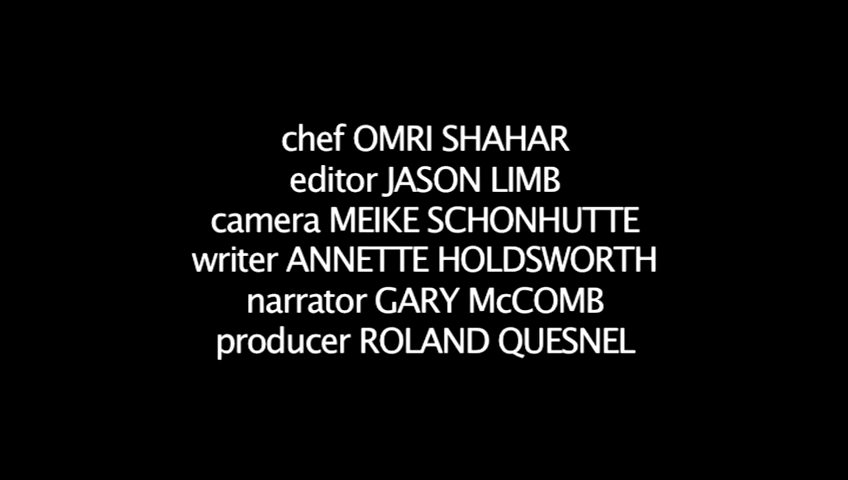 chef OMRI SHAHAR
editor JASON LIMB
camera MEIKE SCHONHUTTE
writer ANNETTE HOLDSWORTH
narrator GARY McCOMB
producer ROLAND QUESNEL